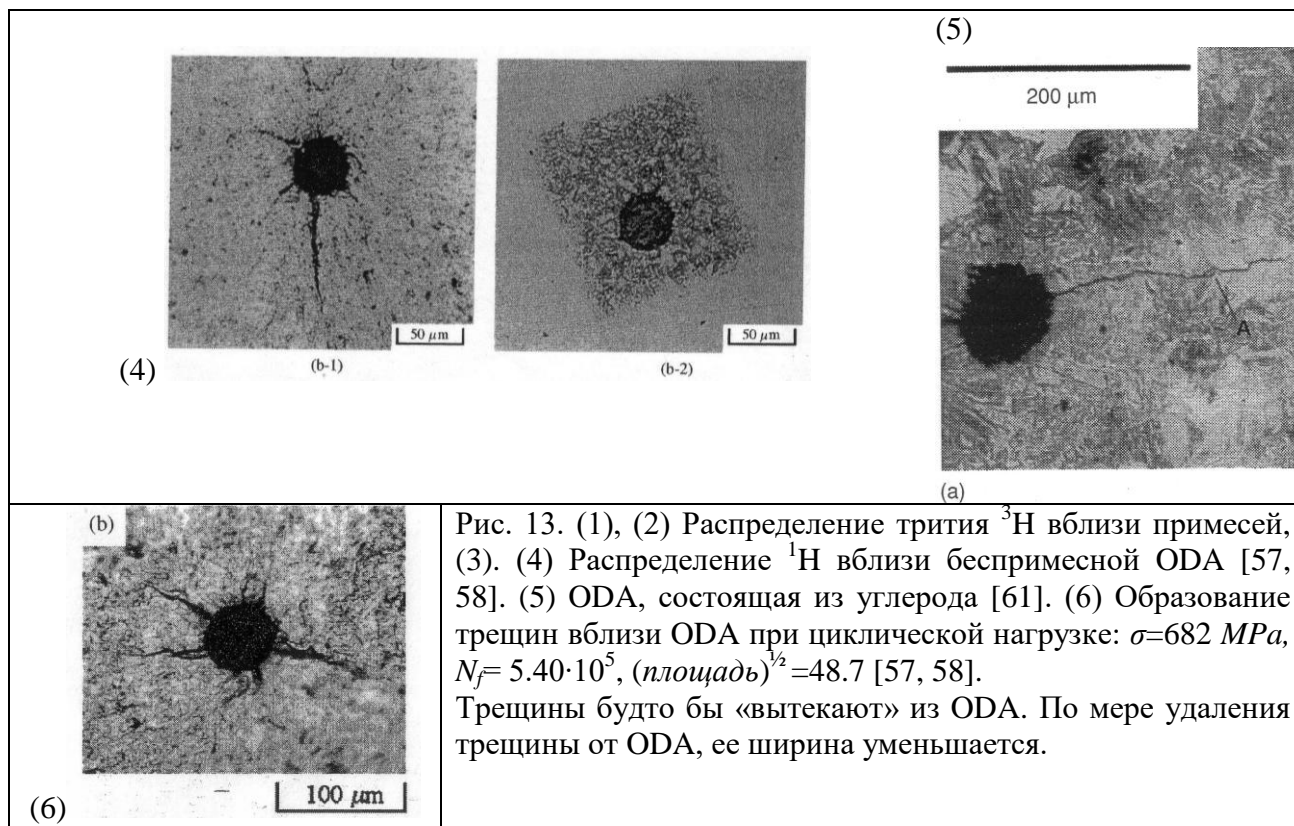 (5)
200 µm
50 µm
50 µm
A
(4)
(b-1)
(b-2)
(a)
(b)
100 µm
(6)
Рис. 13. (1), (2) Распределение трития ³H вблизи примесей,
(3). (4) Распределение ¹H вблизи беспримесной ODA [57,
58]. (5) ODA, состоящая из углерода [61]. (6) Образование
трещин вблизи ODA при циклической нагрузке: σ=682 MPa,
N_f= 5.40·10⁵, (площадь)^½ =48.7 [57, 58].
Трещины будто бы «вытекают» из ODA. По мере удаления
трещины от ODA, ее ширина уменьшается.